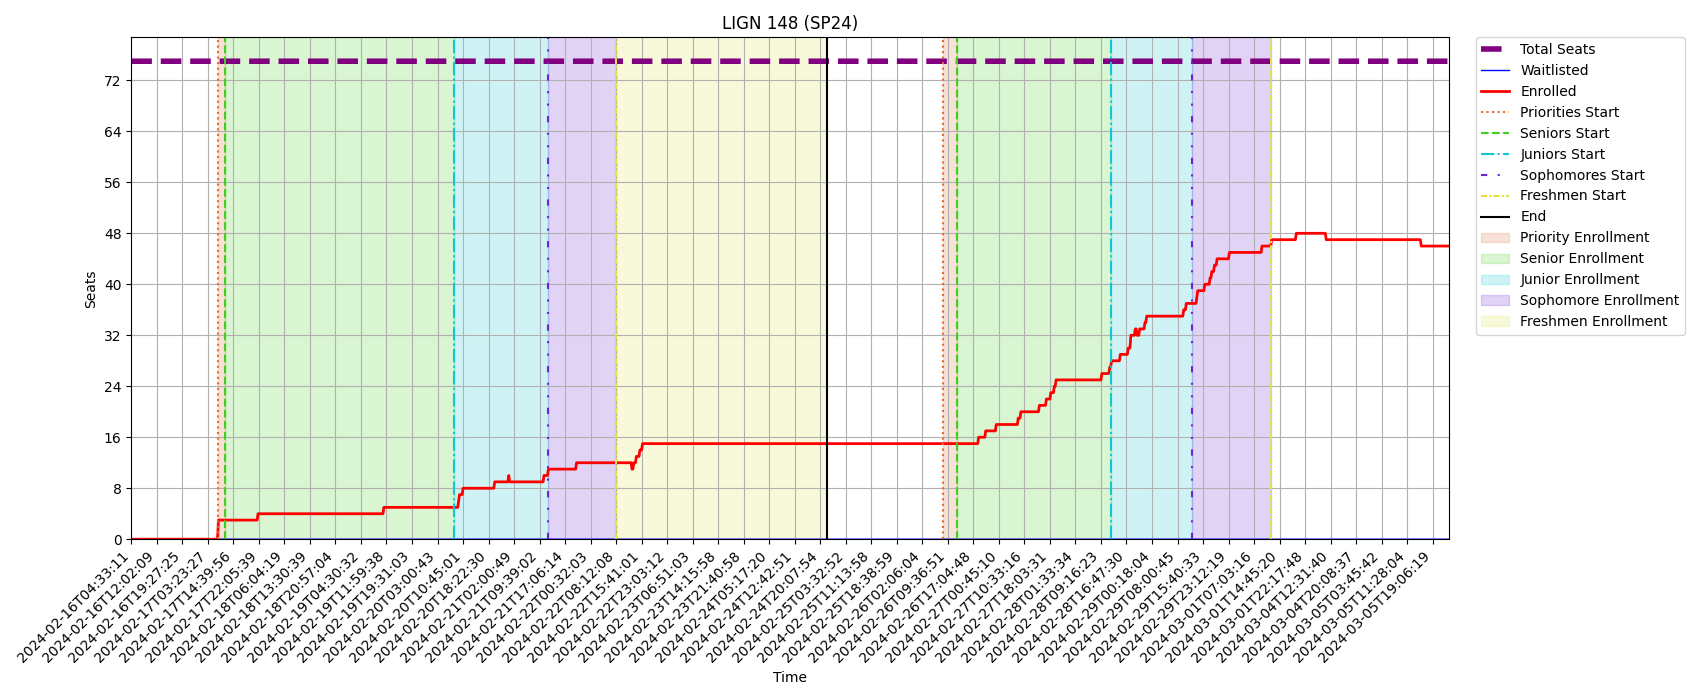 LIGN 148 (SP24)
Total Seats
Waitlisted
Enrolled
Priorities Start
Seniors Start
Juniors Start
Sophomores Start
Freshmen Start
End
Priority Enrollment
Senior Enrollment
Junior Enrollment
Sophomore Enrollment
Freshmen Enrollment
Seats
72
64
56
48
40
32
24
16
8
0
2024-02-16T04:33:11
2024-02-16T12:02:09
2024-02-16T19:27:25
2024-02-17T03:23:27
2024-02-17T14:39:56
2024-02-17T22:05:39
2024-02-18T06:04:19
2024-02-18T13:30:39
2024-02-18T20:57:04
2024-02-19T04:30:32
2024-02-19T11:59:38
2024-02-19T19:31:03
2024-02-20T03:00:43
2024-02-20T10:45:01
2024-02-20T18:22:30
2024-02-21T02:00:49
2024-02-21T09:39:02
2024-02-21T17:06:14
2024-02-22T00:32:03
2024-02-22T08:12:08
2024-02-22T15:41:01
2024-02-22T23:03:12
2024-02-23T06:51:03
2024-02-23T14:15:58
2024-02-23T21:40:58
2024-02-24T05:17:20
2024-02-24T12:42:51
2024-02-24T20:07:54
2024-02-25T03:32:52
2024-02-25T11:13:58
2024-02-25T18:38:59
2024-02-26T02:06:04
2024-02-26T09:36:51
2024-02-26T17:04:48
2024-02-27T00:45:10
2024-02-27T10:33:16
2024-02-27T18:03:31
2024-02-28T01:33:34
2024-02-28T09:16:23
2024-02-28T16:47:30
2024-02-29T00:18:04
2024-02-29T08:00:45
2024-02-29T15:40:33
2024-02-29T23:12:19
2024-03-01T07:03:16
2024-03-01T14:45:20
2024-03-01T22:17:48
2024-03-04T12:31:40
2024-03-04T20:08:37
2024-03-05T03:45:42
2024-03-05T11:28:04
2024-03-05T19:06:19
Time